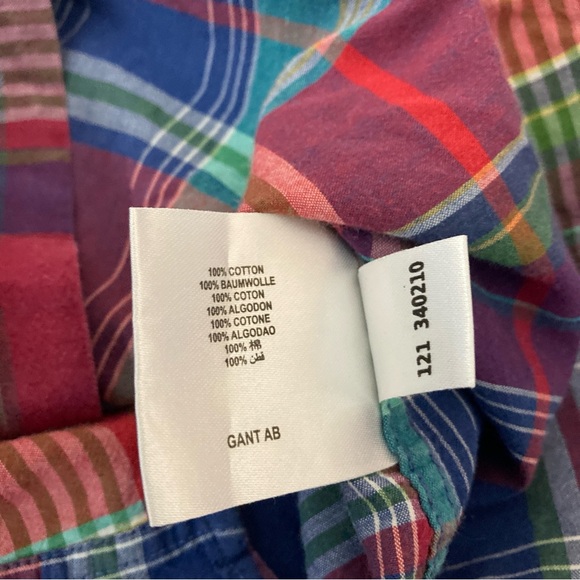 100% COTTON
100% BAUMWOLLE
100% COTON
100% ALGODON
100% COTONE
100% ALGODAO
100% 棉
100% قطن
GANT AB
121 340210